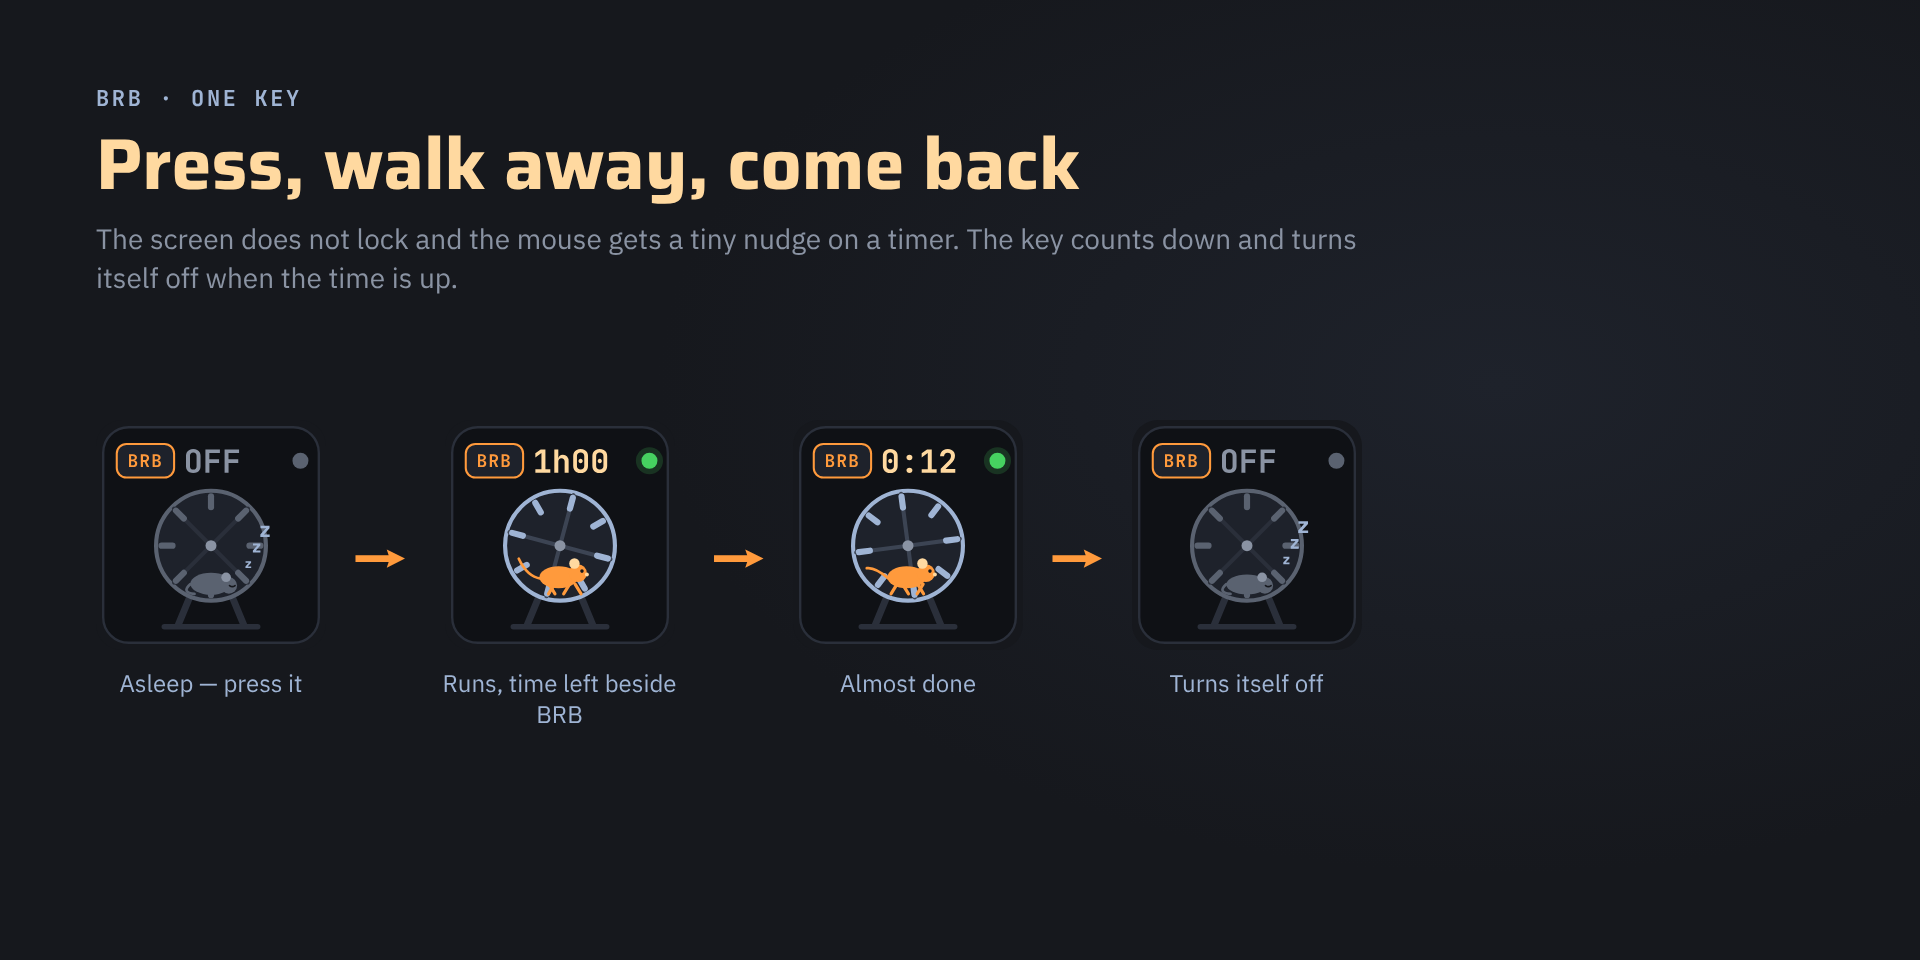 BRB · ONE KEY
Press, walk away, come back
The screen does not lock and the mouse gets a tiny nudge on a timer. The key counts down and turns
itself off when the time is up.
BRB OFF
z
z
z
Asleep — press it
BRB 1h00
Runs, time left beside
BRB
BRB 0:12
Almost done
BRB OFF
z
z
z
Turns itself off